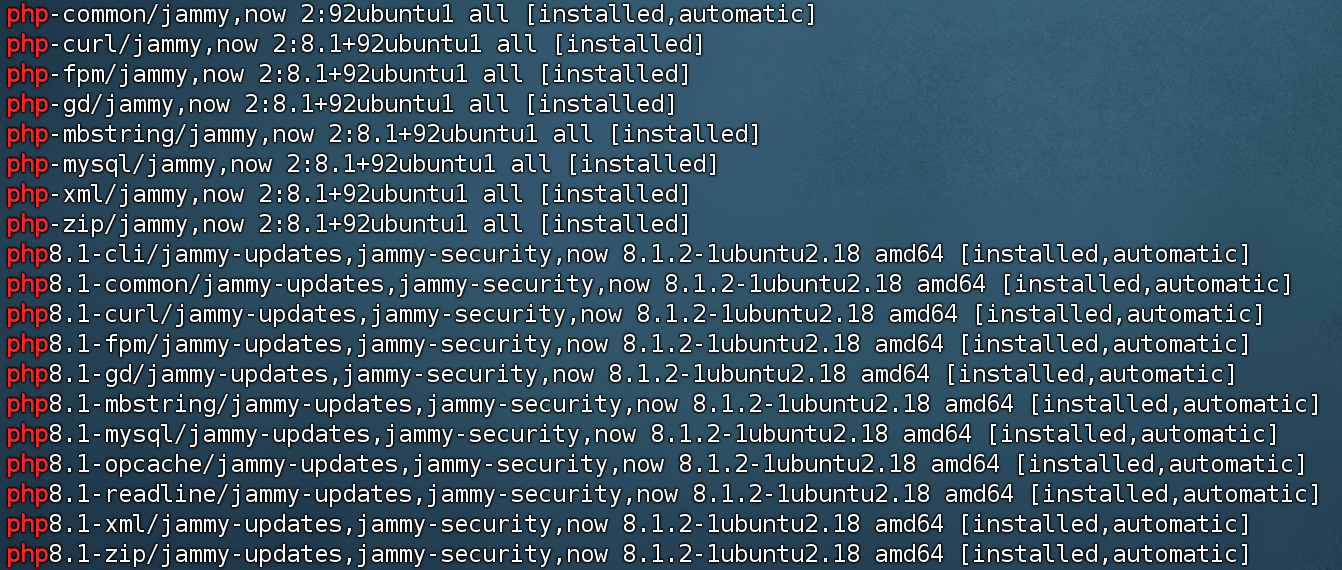 php-common/jammy,now 2:92ubuntu1 all [installed,automatic]
php-curl/jammy,now 2:8.1+92ubuntu1 all [installed]
php-fpm/jammy,now 2:8.1+92ubuntu1 all [installed]
php-gd/jammy,now 2:8.1+92ubuntu1 all [installed]
php-mbstring/jammy,now 2:8.1+92ubuntu1 all [installed]
php-mysql/jammy,now 2:8.1+92ubuntu1 all [installed]
php-xml/jammy,now 2:8.1+92ubuntu1 all [installed]
php-zip/jammy,now 2:8.1+92ubuntu1 all [installed]
php8.1-cli/jammy-updates,jammy-security,now 8.1.2-1ubuntu2.18 amd64 [installed,automatic]
php8.1-common/jammy-updates,jammy-security,now 8.1.2-1ubuntu2.18 amd64 [installed,automatic]
php8.1-curl/jammy-updates,jammy-security,now 8.1.2-1ubuntu2.18 amd64 [installed,automatic]
php8.1-fpm/jammy-updates,jammy-security,now 8.1.2-1ubuntu2.18 amd64 [installed,automatic]
php8.1-gd/jammy-updates,jammy-security,now 8.1.2-1ubuntu2.18 amd64 [installed,automatic]
php8.1-mbstring/jammy-updates,jammy-security,now 8.1.2-1ubuntu2.18 amd64 [installed,automatic]
php8.1-mysql/jammy-updates,jammy-security,now 8.1.2-1ubuntu2.18 amd64 [installed,automatic]
php8.1-opcache/jammy-updates,jammy-security,now 8.1.2-1ubuntu2.18 amd64 [installed,automatic]
php8.1-readline/jammy-updates,jammy-security,now 8.1.2-1ubuntu2.18 amd64 [installed,automatic]
php8.1-xml/jammy-updates,jammy-security,now 8.1.2-1ubuntu2.18 amd64 [installed,automatic]
php8.1-zip/jammy-updates,jammy-security,now 8.1.2-1ubuntu2.18 amd64 [installed,automatic]